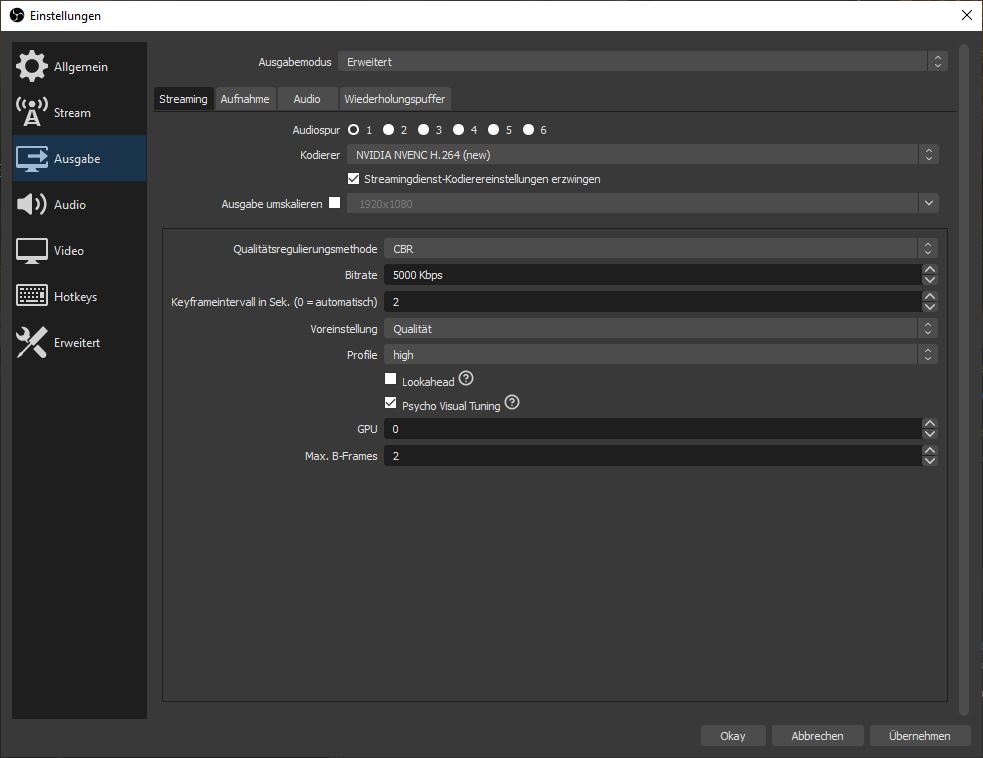 Einstellungen
Allgemein
Stream
Ausgabe
Audio
Video
Hotkeys
Erweitert
Ausgabemodus Erweitert
Streaming Aufnahme Audio Wiederholungspuffer
Audiospur 1 2 3 4 5 6
Kodierer NVIDIA NVENC H.264 (new)
Streamingdienst-Kodierereinstellungen erzwingen
Ausgabe umskalieren 1920x1080
Qualitätsregulierungsmethode CBR
Bitrate 5000 Kbps
Keyframeintervall in Sek. (0 = automatisch) 2
Voreinstellung Qualität
Profile high
Lookahead ?
Psycho Visual Tuning ?
GPU 0
Max. B-Frames 2
Okay Abbrechen Übernehmen